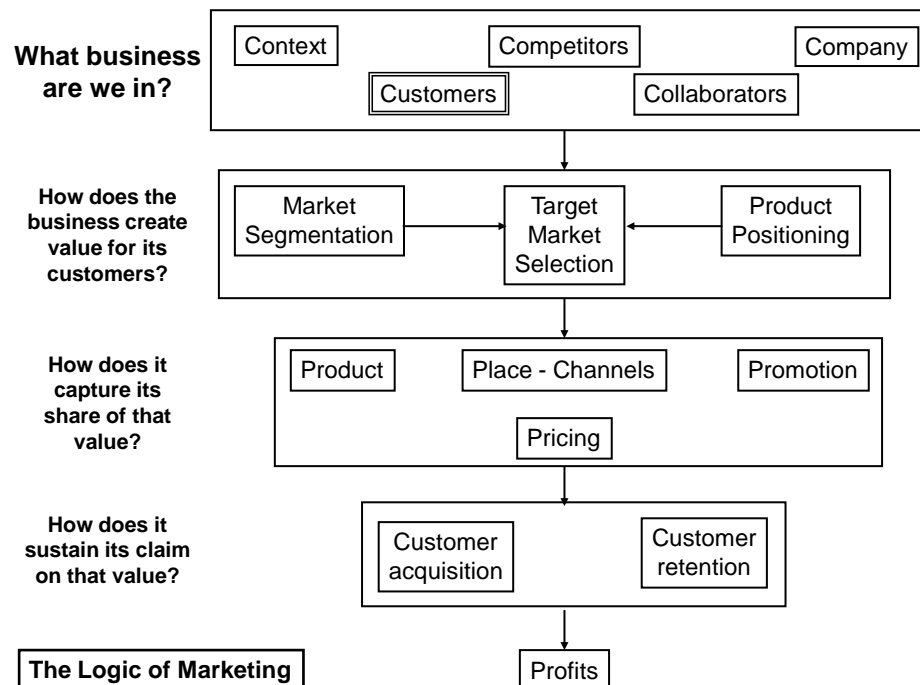 What business
are we in?
Context
Competitors
Company
Customers
Collaborators
How does the
business create
value for its
customers?
Market
Segmentation
Target
Market
Selection
Product
Positioning
How does it
capture its
share of that
value?
Product
Place - Channels
Promotion
Pricing
How does it
sustain its claim
on that value?
Customer
acquisition
Customer
retention
The Logic of Marketing
Profits